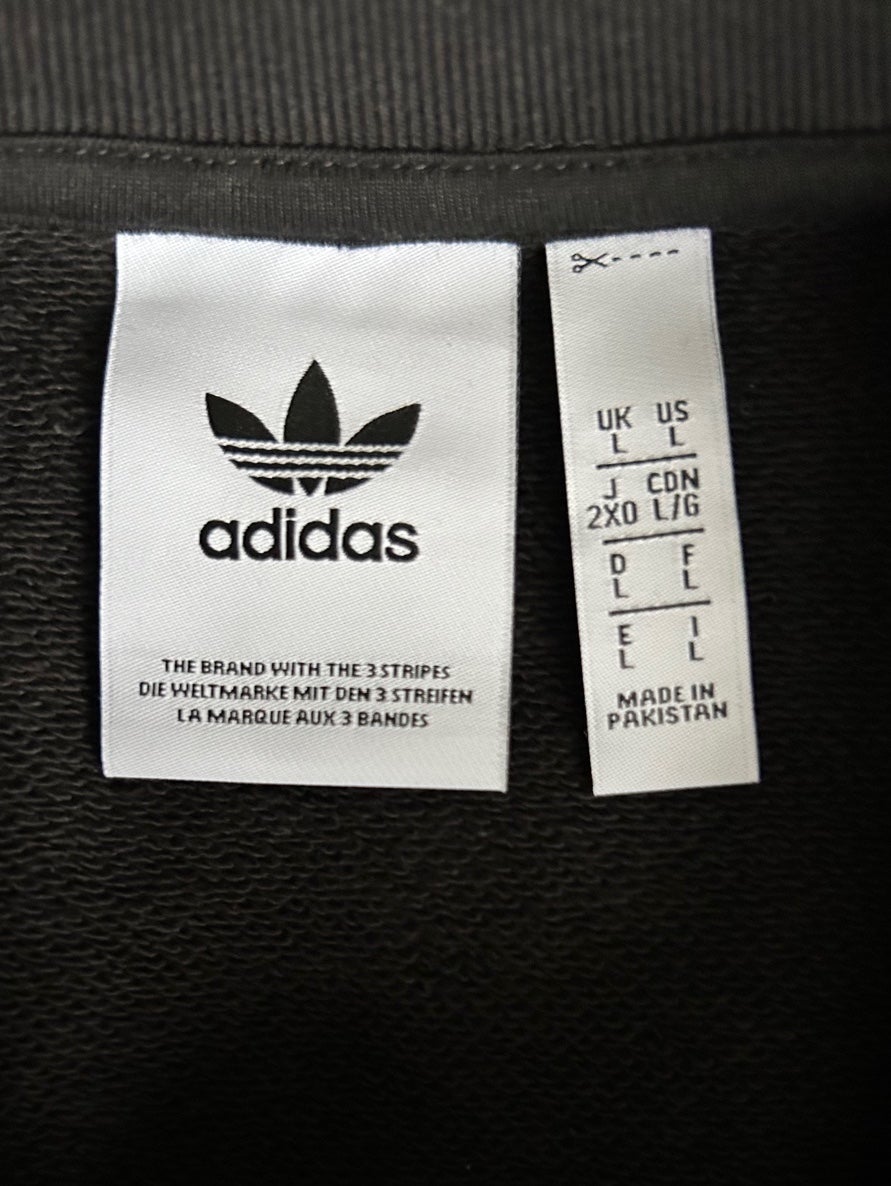 adidas
THE BRAND WITH THE 3 STRIPES
DIE WELTMARKE MIT DEN 3 STREIFEN
LA MARQUE AUX 3 BANDES
UK US
L L
J CDN
2XO L/G
D F
L L
E I
L L
MADE IN
PAKISTAN